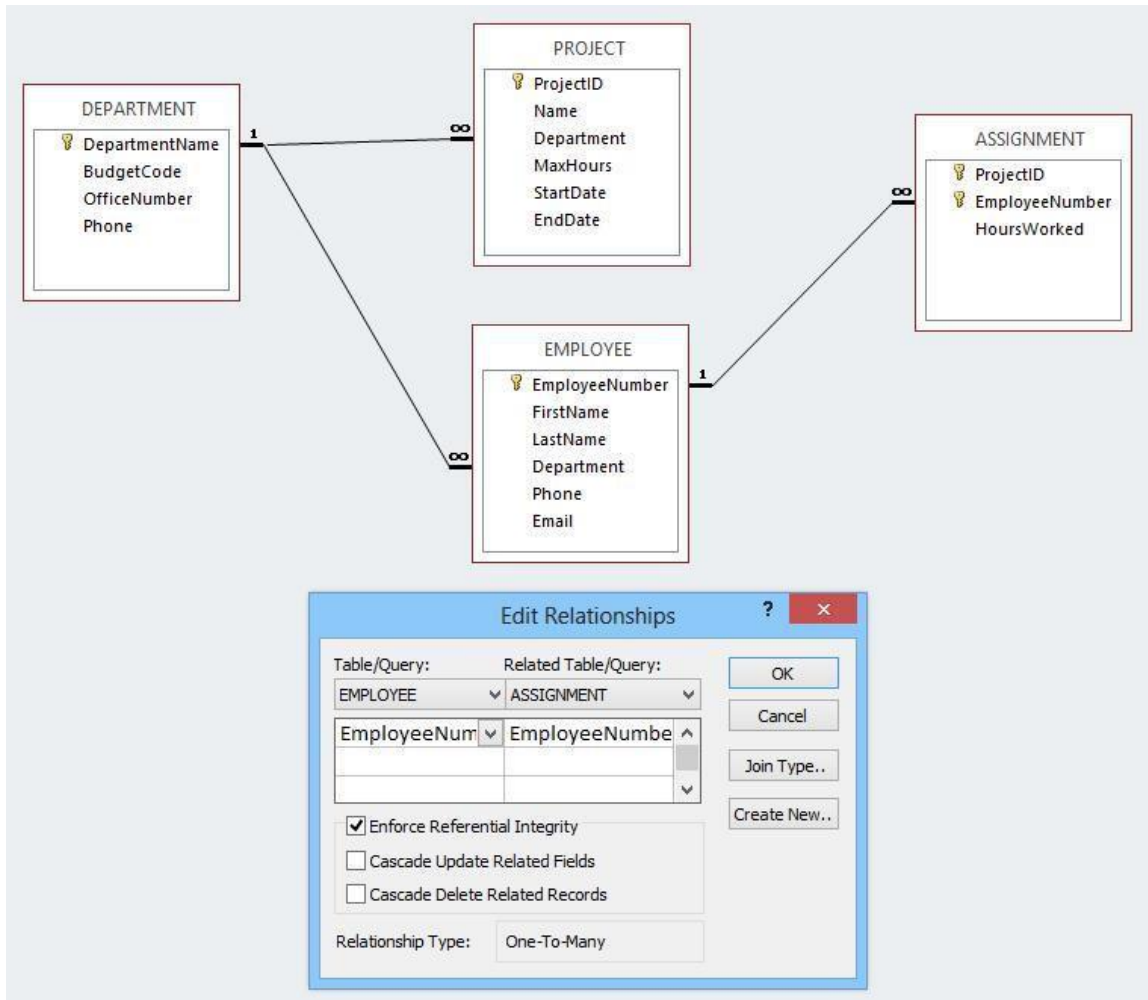 PROJECT
ProjectID
Name
Department
MaxHours
StartDate
EndDate
DEPARTMENT
DepartmentName
BudgetCode
OfficeNumber
Phone
1
∞
∞
ASSIGNMENT
ProjectID
EmployeeNumber
HoursWorked
∞
EMPLOYEE
EmployeeNumber
FirstName
LastName
Department
Phone
Email
1
Edit Relationships
?
×
Table/Query: Related Table/Query:
EMPLOYEE ASSIGNMENT
EmployeeNum EmployeeNumbe
OK
Cancel
Join Type..
Create New..
Enforce Referential Integrity
Cascade Update Related Fields
Cascade Delete Related Records
Relationship Type: One-To-Many